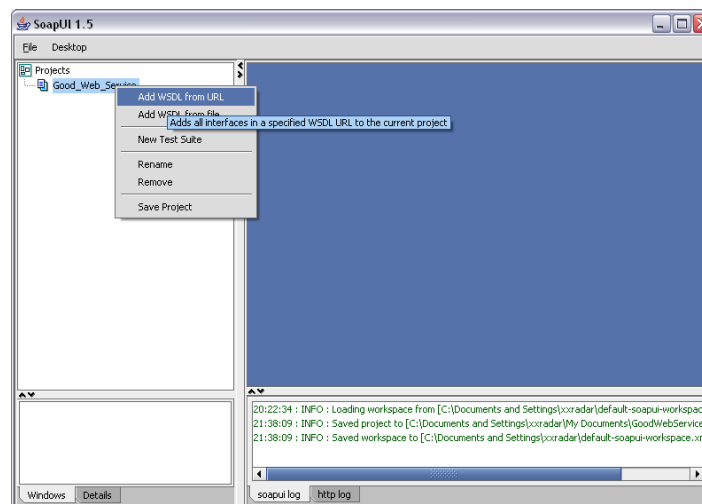 SoapUI 1.5
File Desktop
Projects
Good_Web_Service
Add WSDL from URL
Add WSDL from file
Adds all interfaces in a specified WSDL URL to the current project
New Test Suite
Rename
Remove
Save Project
20:22:34 : INFO : Loading workspace from [C:\Documents and Settings\xxradar\default-soapui-workspac
21:38:09 : INFO : Saved project to [C:\Documents and Settings\xxradar\My Documents\GoodWebService
21:38:09 : INFO : Saved workspace to [C:\Documents and Settings\xxradar\default-soapui-workspace.xm
Windows Details
soapui log http log